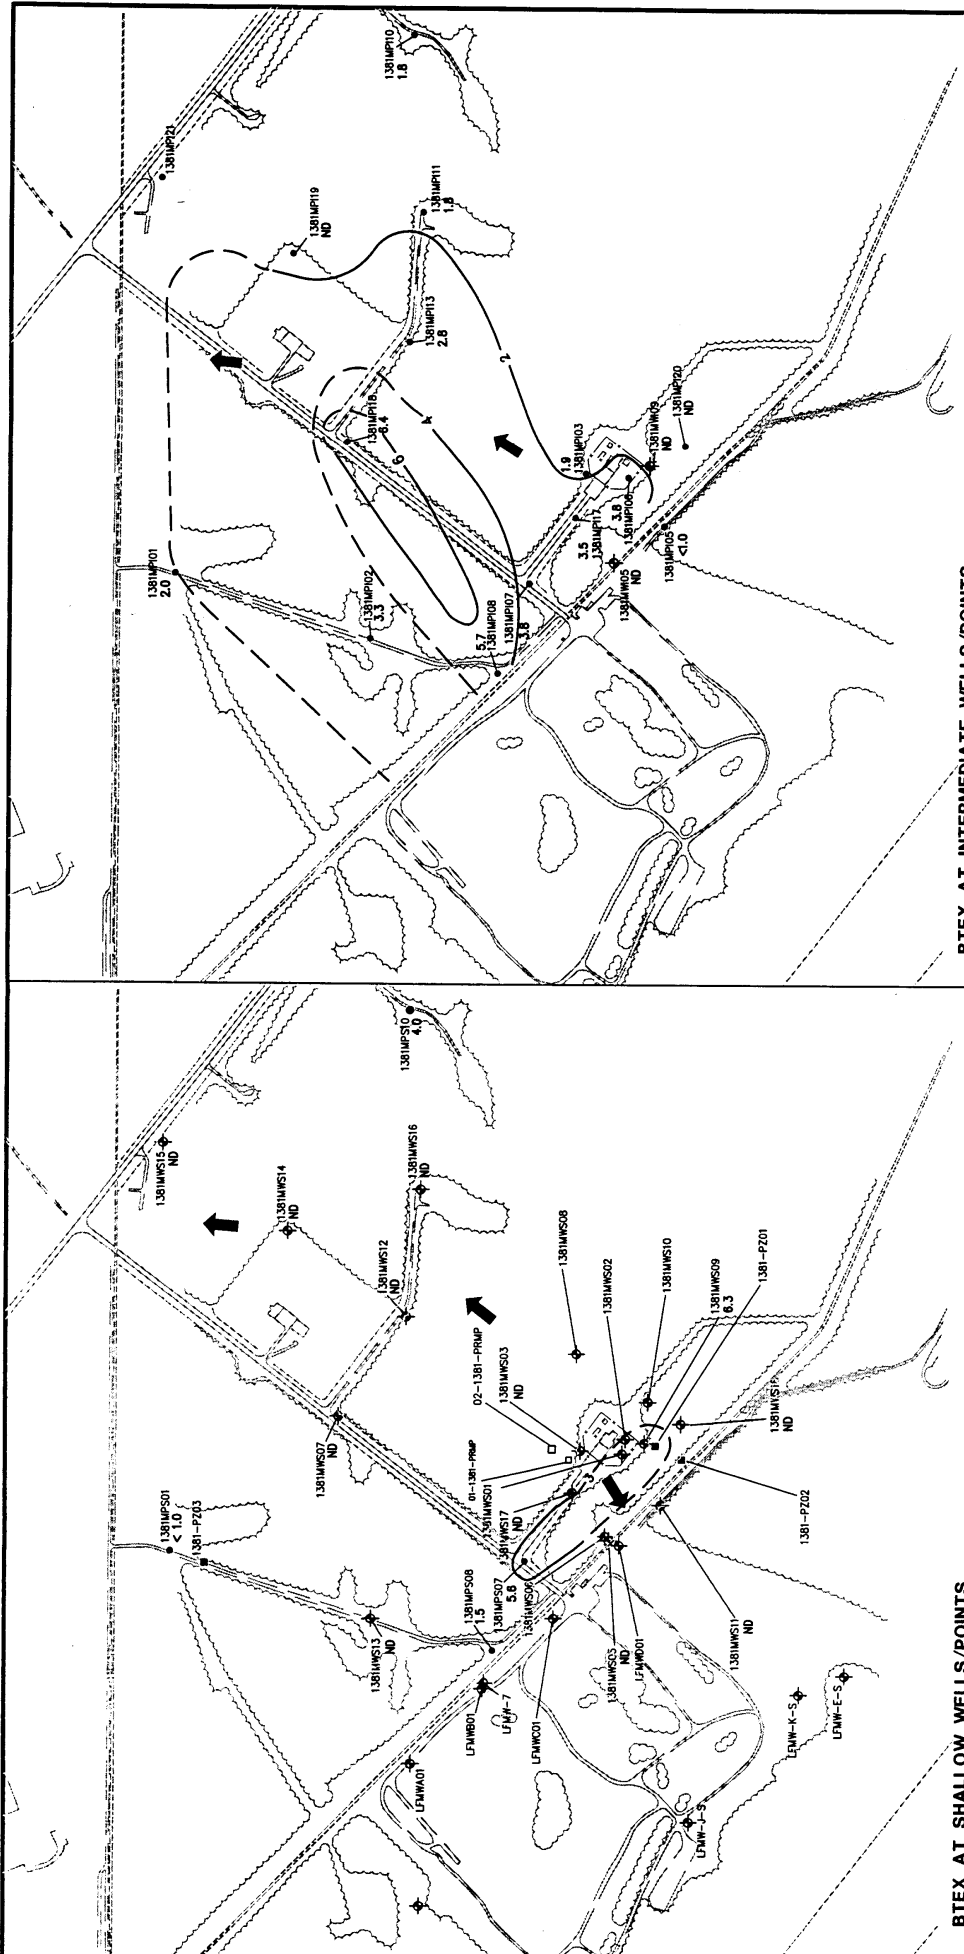 1381MPI10
1.8
1381MPI21
1381MPI19
ND
1381MPI11
1.8
1381MPI13
2.8
1381MPI18
6.4
2
4
6
1381MPI01
2.0
1381MPI02
3.3
1.9
1381MPI03
1381MWI09
ND
1381MPI20
ND
3.8
1381MPI06
3.5
1381MPI17
1381MPI05
<1.0
1381MWI05
ND
5.7
1381MPI08
1381MPI07
3.8
BTEX AT INTERMEDIATE WELLS/POINTS
1381MPS10
4.0
1381MWS15
ND
1381MWS14
ND
1381MWS16
ND
1381MWS12
ND
1381MWS07
ND
1381MWS08
1381MWS02
1381MWS10
1381MWS09
6.3
1381-PZ01
02-1381-PRMP
1381MWS03
ND
01-1381-PRMP
1381MWS01
1381MWS17
ND
3
ND
1381-PZ02
1381MPS01
< 1.0
1381-PZ03
1381MPS08
1.5
1381MPS07
5.6
1381MWS06
1381MWS13
ND
1381MWS05
ND
LFMWD01
1381MWS11
ND
LFMWB01
LFMW-7
LFMWC01
LFMWA01
LFMW-K-S
LFMW-E-S
LFMW-J-S
BTEX AT SHALLOW WELLS/POINTS